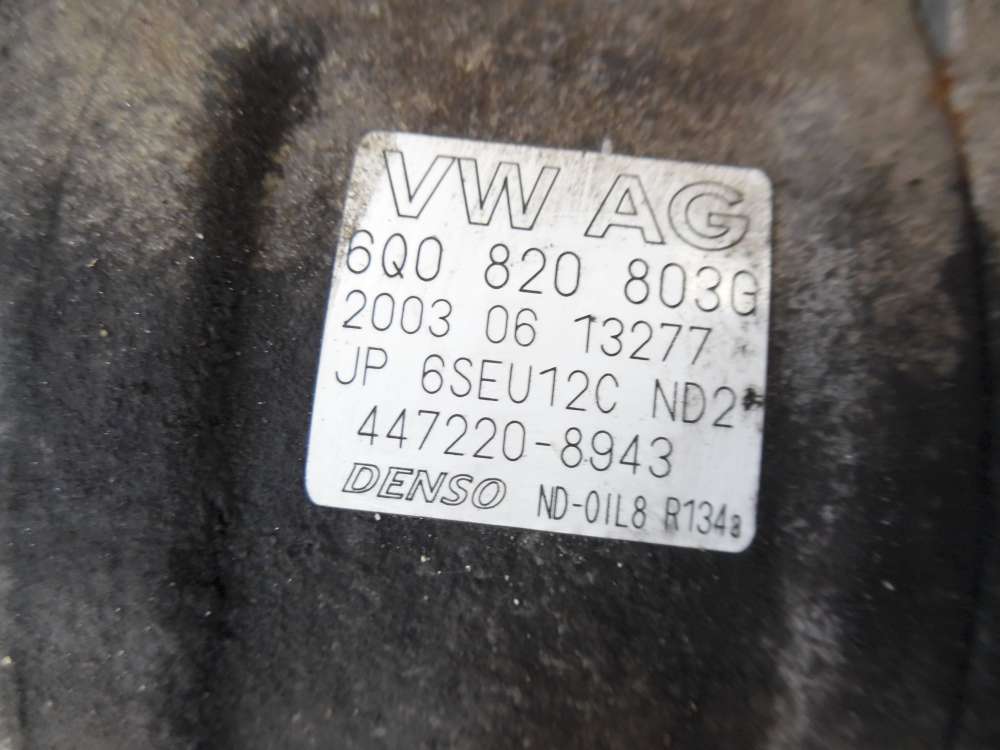 VW AG
6Q0 820 803G
2003 06 13277
JP 6SEU12C ND2*
447220-8943
DENSO ND-OIL8 R134a